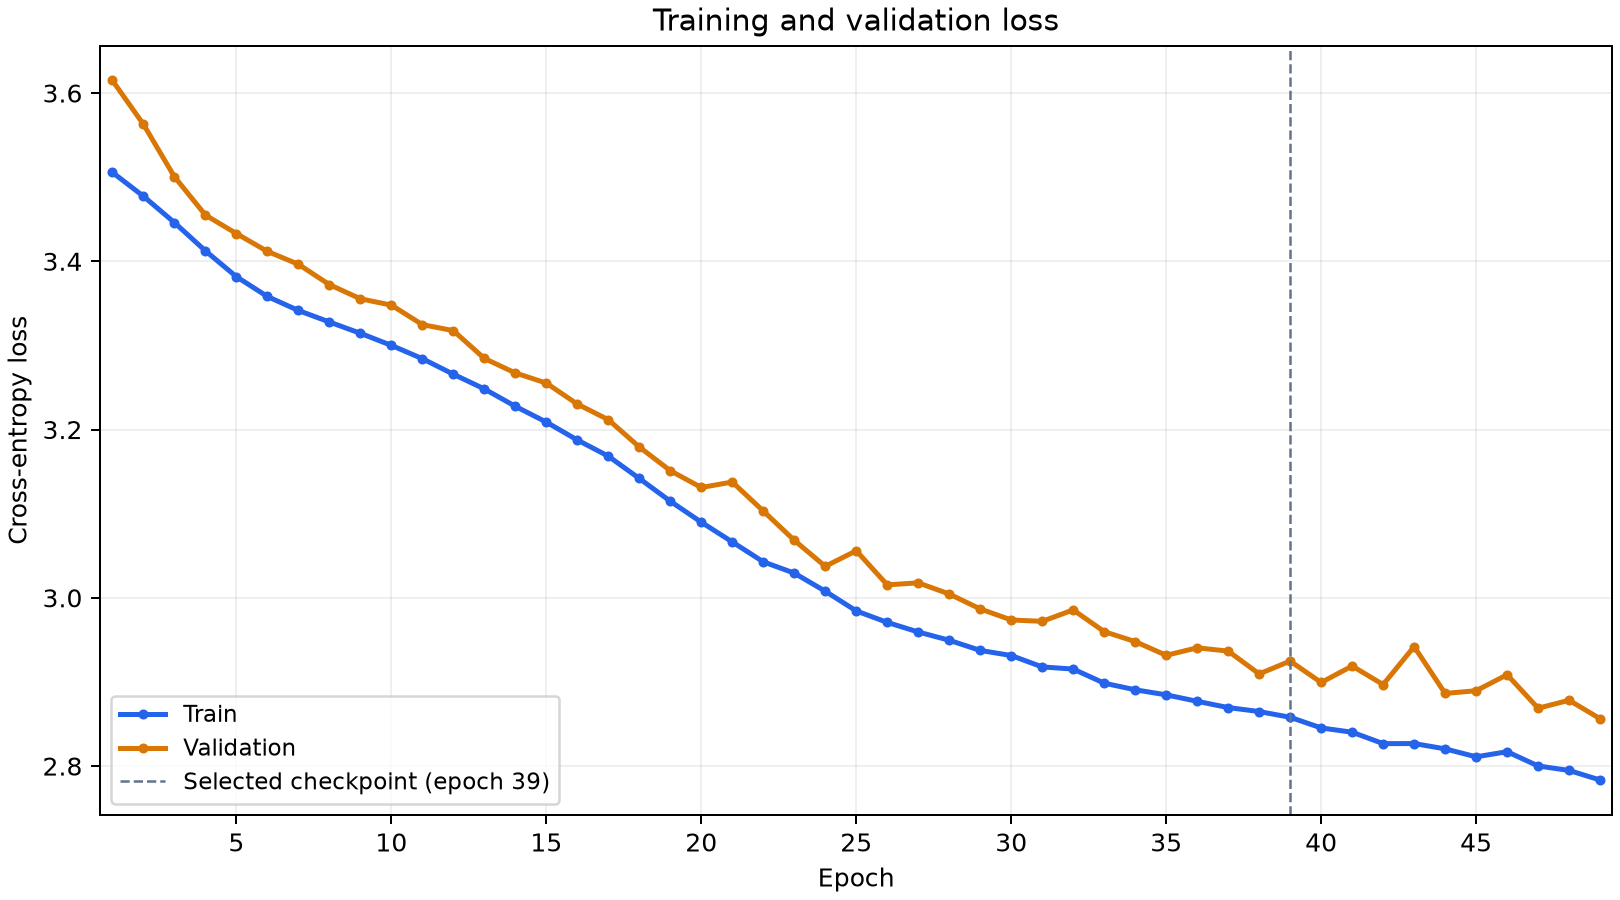 Training and validation loss
Cross-entropy loss
3.6
3.4
3.2
3.0
2.8
Train
Validation
Selected checkpoint (epoch 39)
5 10 15 20 25 30 35 40 45
Epoch